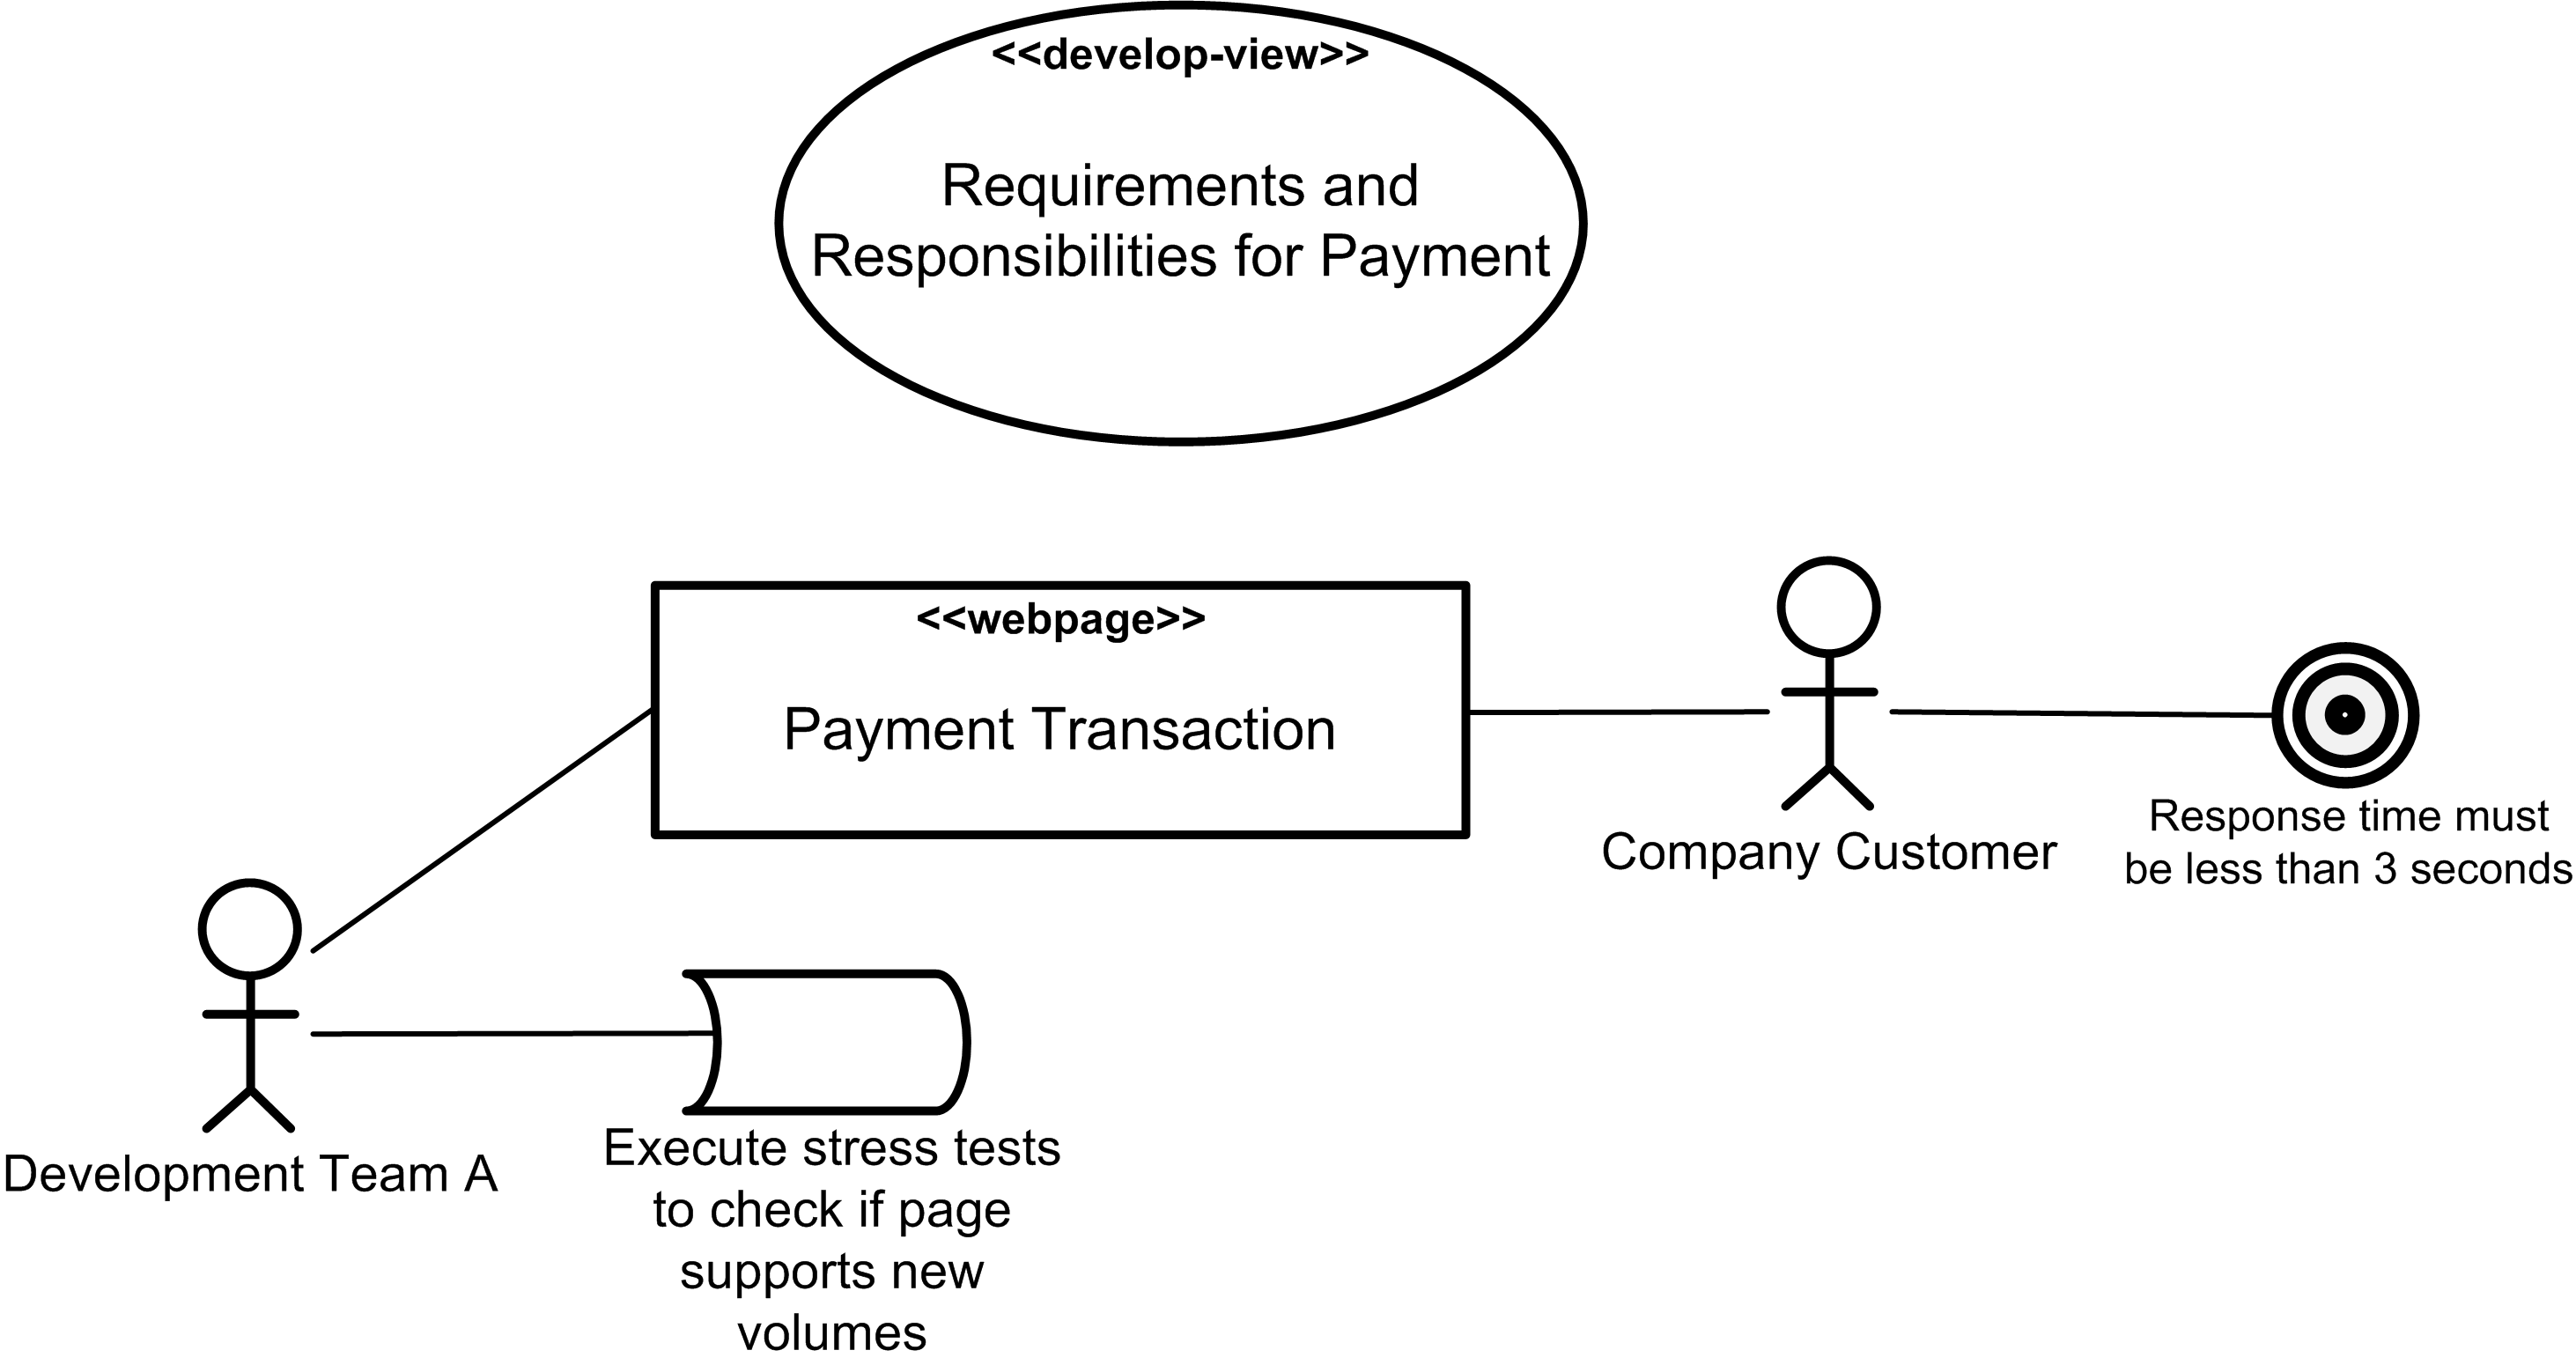 <<develop-view>>
Requirements and
Responsibilities for Payment
<<webpage>>
Payment Transaction
Company Customer
Response time must
be less than 3 seconds
Development Team A
Execute stress tests
to check if page
supports new
volumes